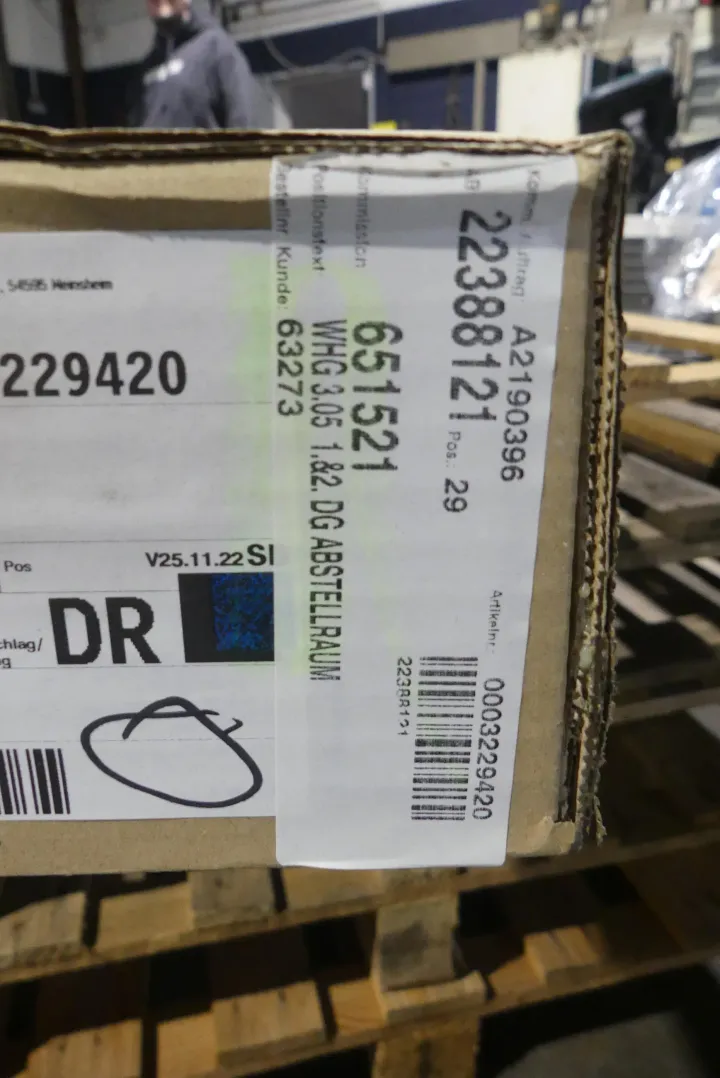 , 54595 Weinsheim
229420
Pos
V25.11.22 SI
chlag/
g
DR
Komm./Auftrag: A2190396
AB 22388121 Pos.: 29
Artikelnr.: 0003229420
22388121
Kommission 651521
Positionstext WHG 3.05 1.&2. DG ABSTELLRAUM
Bestellnr. Kunde: 63273